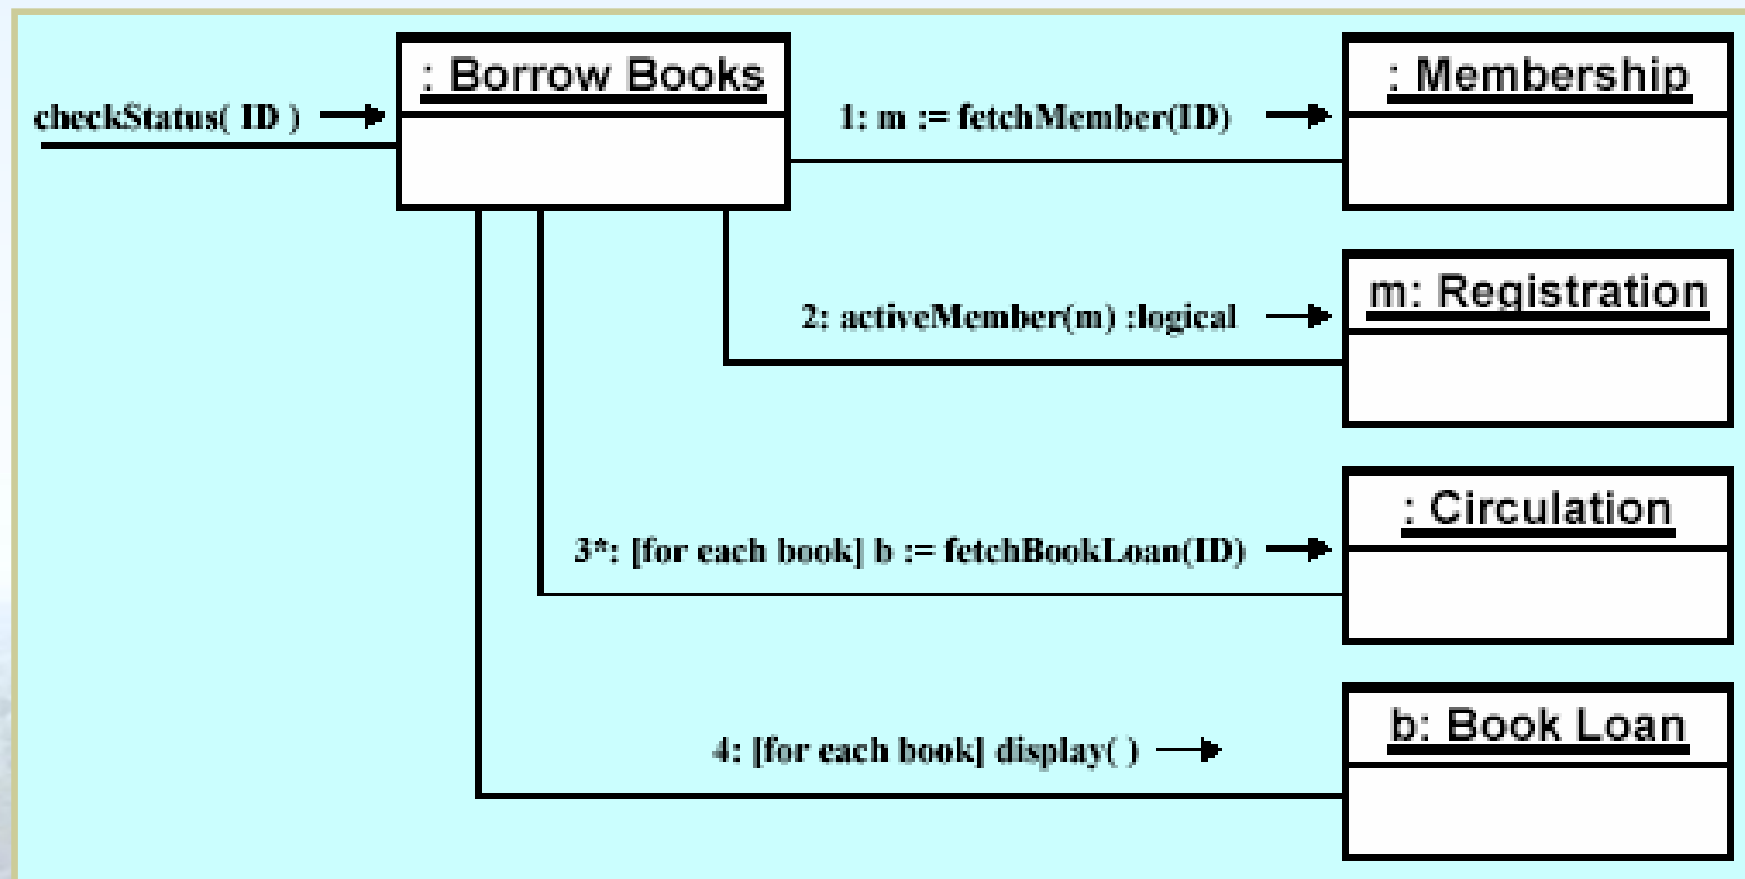 : Borrow Books
: Membership
checkStatus( ID )
1: m := fetchMember(ID)
m: Registration
2: activeMember(m) :logical
: Circulation
3*: [for each book] b := fetchBookLoan(ID)
b: Book Loan
4: [for each book] display( )